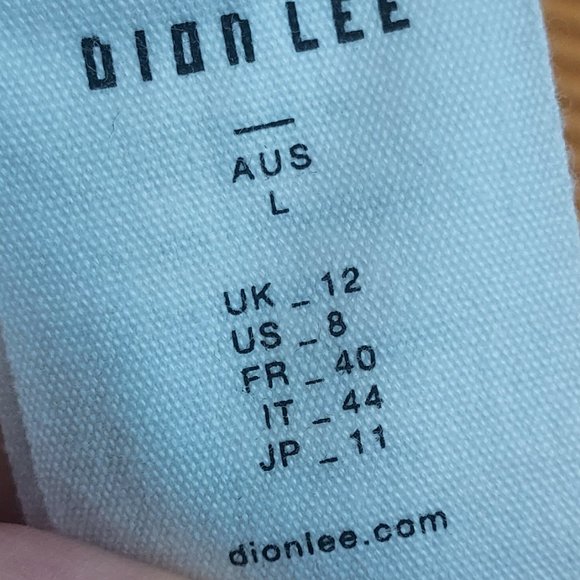 DION LEE
AUS
L
UK _ 12
US _ 8
FR _ 40
IT _ 44
JP _ 11
dionlee.com